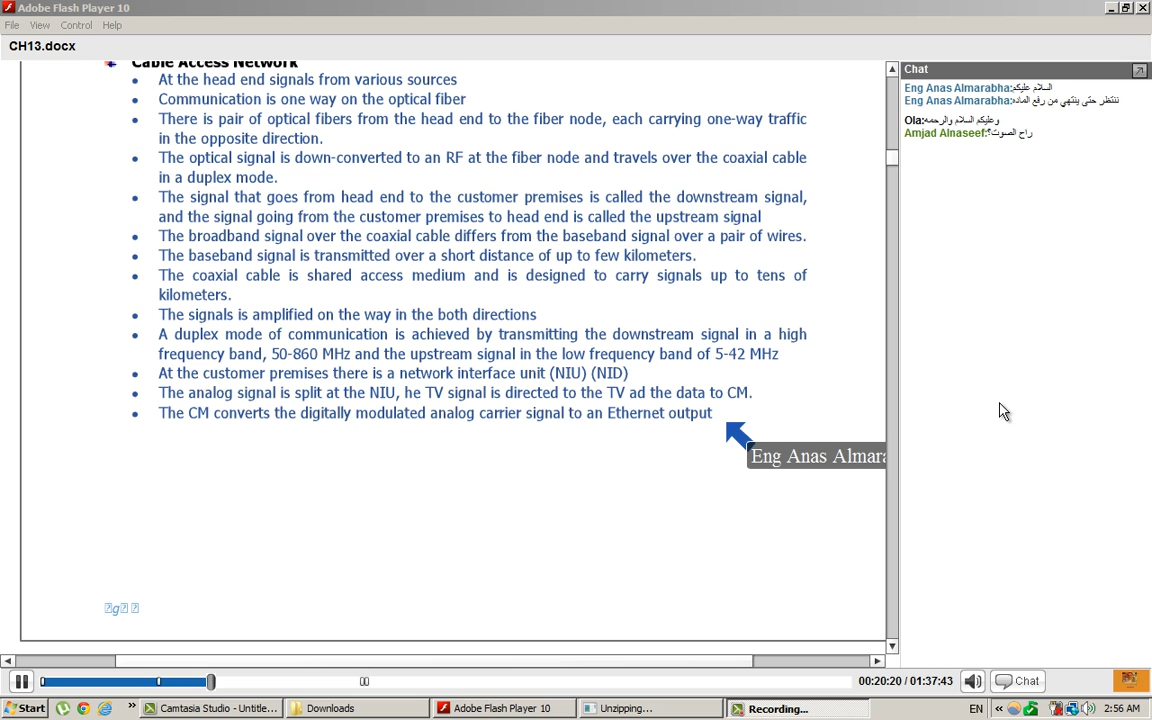 Adobe Flash Player 10
File View Control Help
CH13.docx
Cable Access Network
At the head end signals from various sources
Communication is one way on the optical fiber
There is pair of optical fibers from the head end to the fiber node, each carrying one-way traffic
in the opposite direction.
The optical signal is down-converted to an RF at the fiber node and travels over the coaxial cable
in a duplex mode.
The signal that goes from head end to the customer premises is called the downstream signal,
and the signal going from the customer premises to head end is called the upstream signal
The broadband signal over the coaxial cable differs from the baseband signal over a pair of wires.
The baseband signal is transmitted over a short distance of up to few kilometers.
The coaxial cable is shared access medium and is designed to carry signals up to tens of
kilometers.
The signals is amplified on the way in the both directions
A duplex mode of communication is achieved by transmitting the downstream signal in a high
frequency band, 50-860 MHz and the upstream signal in the low frequency band of 5-42 MHz
At the customer premises there is a network interface unit (NIU) (NID)
The analog signal is split at the NIU, he TV signal is directed to the TV ad the data to CM.
The CM converts the digitally modulated analog carrier signal to an Ethernet output
Eng Anas Almara
g
Chat
Eng Anas Almarabha: السلام عليكم
Eng Anas Almarabha: ننتظر حتى ينتهي من رفع الماده
Ola: وعليكم السلام والرحمه
Amjad Alnaseef: راح الصوت؟
00:20:20 / 01:37:43
Chat
Start
»
Camtasia Studio - Untitle...
Downloads
Adobe Flash Player 10
Unzipping...
Recording...
EN
«
2:56 AM